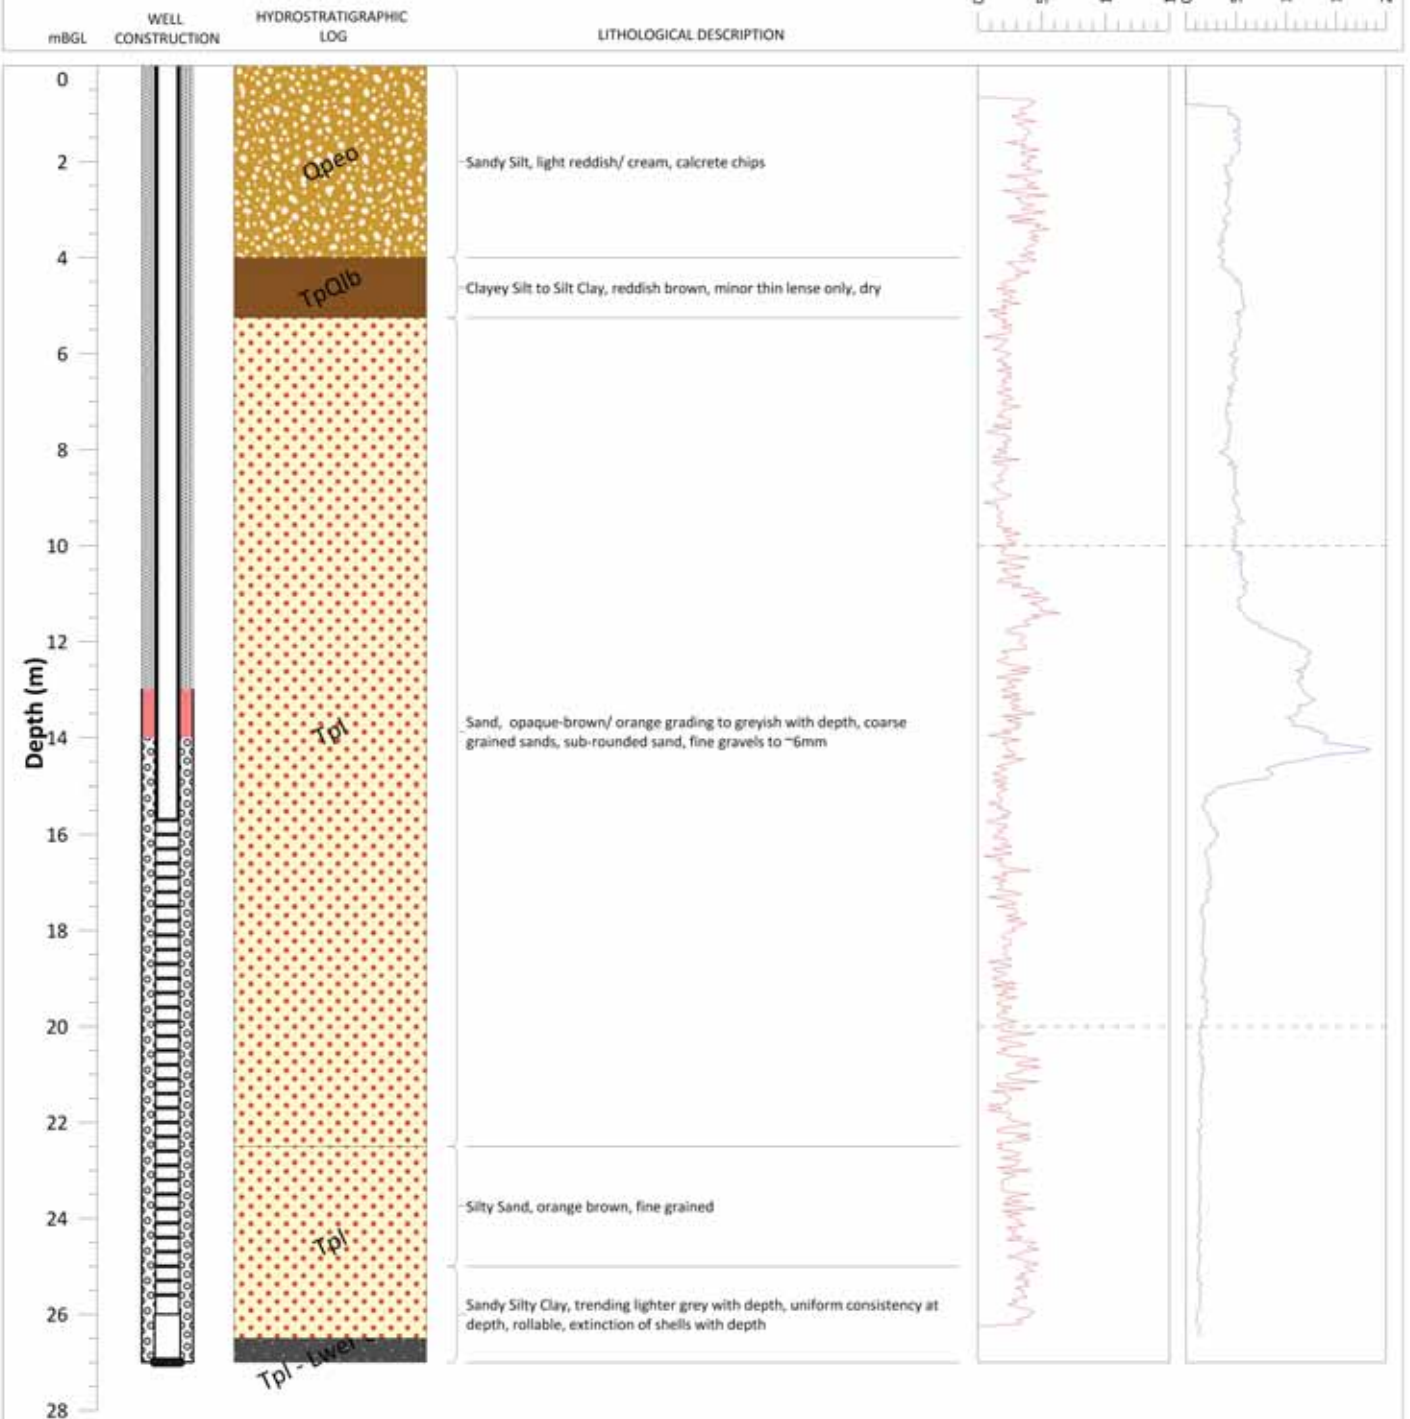 mBGL
WELL
CONSTRUCTION
HYDROSTRATIGRAPHIC
LOG
LITHOLOGICAL DESCRIPTION
0
2
4
6
8
10
12
14
16
18
20
22
24
26
28
Depth (m)
Qpeo
TpQlb
Tpl
Tpl
Tpl - Lwer
Sandy Silt, light reddish/ cream, calcrete chips
Clayey Silt to Silt Clay, reddish brown, minor thin lense only, dry
Sand, opaque-brown/ orange grading to greyish with depth, coarse
grained sands, sub-rounded sand, fine gravels to ~6mm
Silty Sand, orange brown, fine grained
Sandy Silty Clay, trending lighter grey with depth, uniform consistency at
depth, rollable, extinction of shells with depth